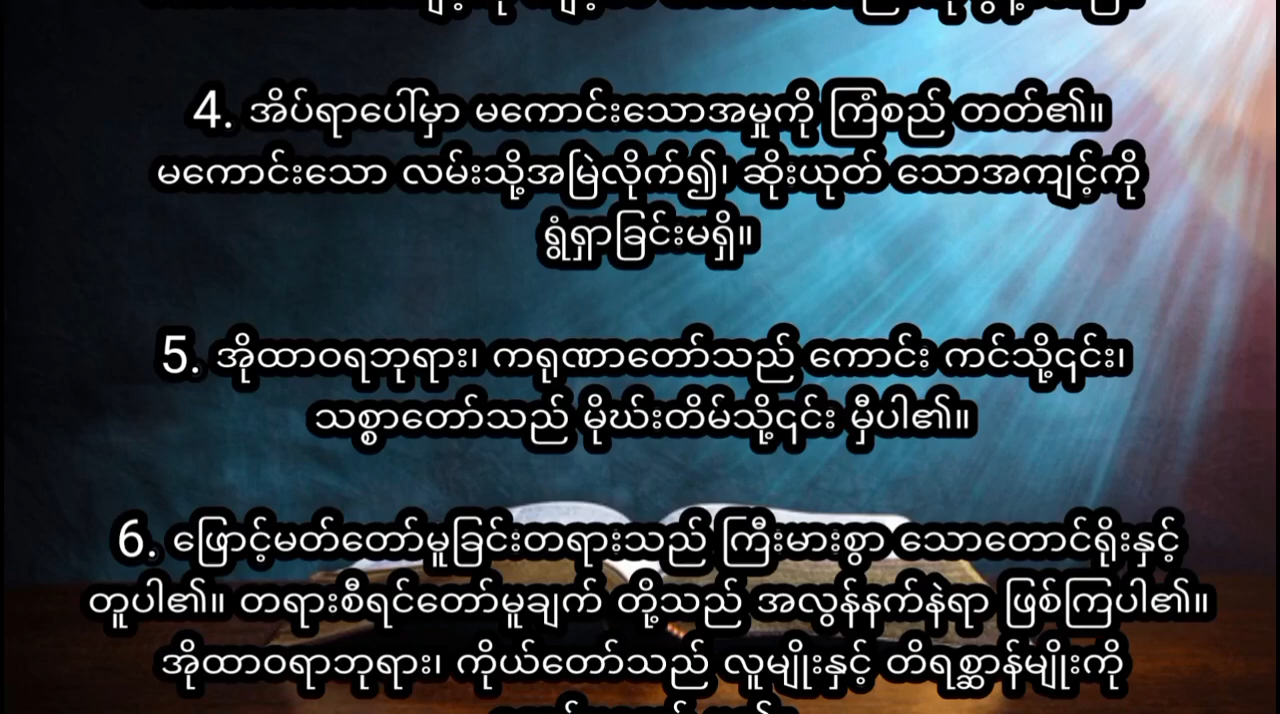 4. အိပ်ရာပေါ်မှာ မကောင်းသောအမှုကို ကြံစည် တတ်၏။
မကောင်းသော လမ်းသို့အမြဲလိုက်၍၊ ဆိုးယုတ် သောအကျင့်ကို
ရွံရှာခြင်းမရှိ။
5. အိုထာဝရဘုရား၊ ကရုဏာတော်သည် ကောင်း ကင်သို့၎င်း၊
သစ္စာတော်သည် မိုဃ်းတိမ်သို့၎င်း မှီပါ၏။
6. ဖြောင့်မတ်တော်မူခြင်းတရားသည် ကြီးမားစွာ သောတောင်ရိုးနှင့်
တူပါ၏။ တရားစီရင်တော်မူချက် တို့သည် အလွန်နက်နဲရာ ဖြစ်ကြပါ၏။
အိုထာဝရာဘုရား၊ ကိုယ်တော်သည် လူမျိုးနှင့် တိရစ္ဆာန်မျိုးကို